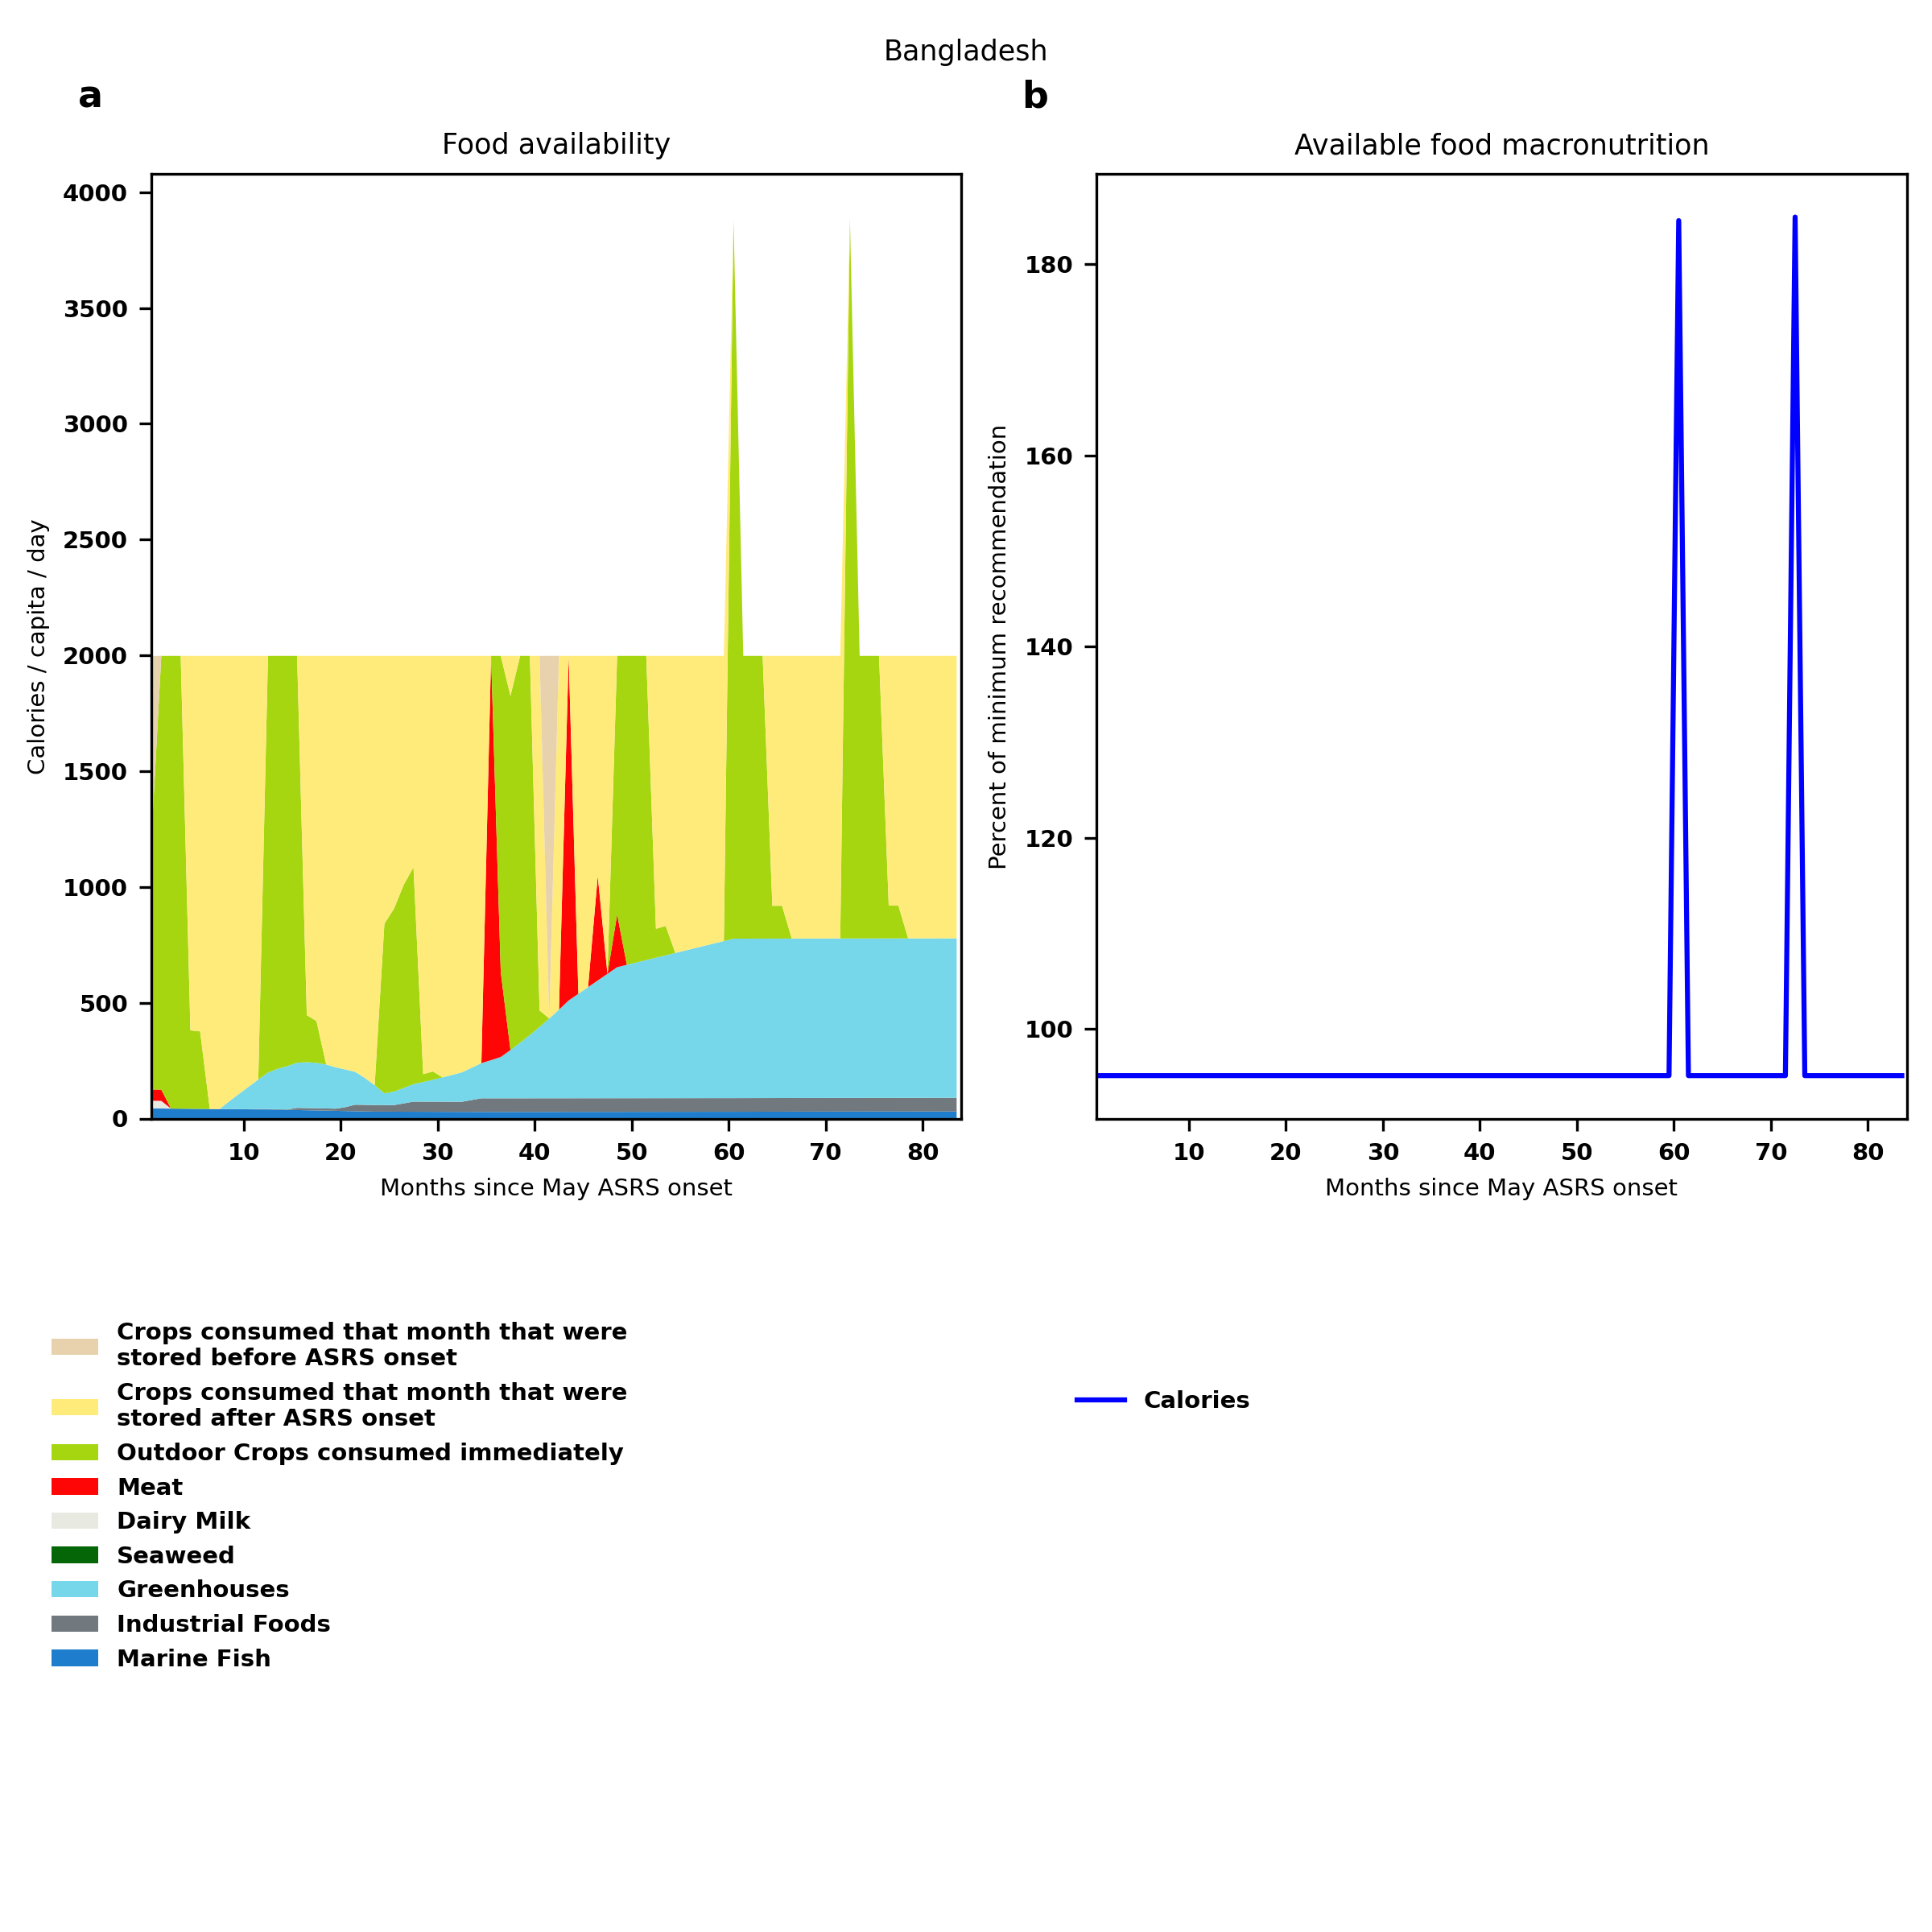 Bangladesh
a
Food availability
4000
3500
3000
2500
2000
1500
1000
500
0
Calories / capita / day
10 20 30 40 50 60 70 80
Months since May ASRS onset
b
Available food macronutrition
180
160
140
120
100
Percent of minimum recommendation
10 20 30 40 50 60 70 80
Months since May ASRS onset
Crops consumed that month that were
stored before ASRS onset
Crops consumed that month that were
stored after ASRS onset
Outdoor Crops consumed immediately
Meat
Dairy Milk
Seaweed
Greenhouses
Industrial Foods
Marine Fish
Calories